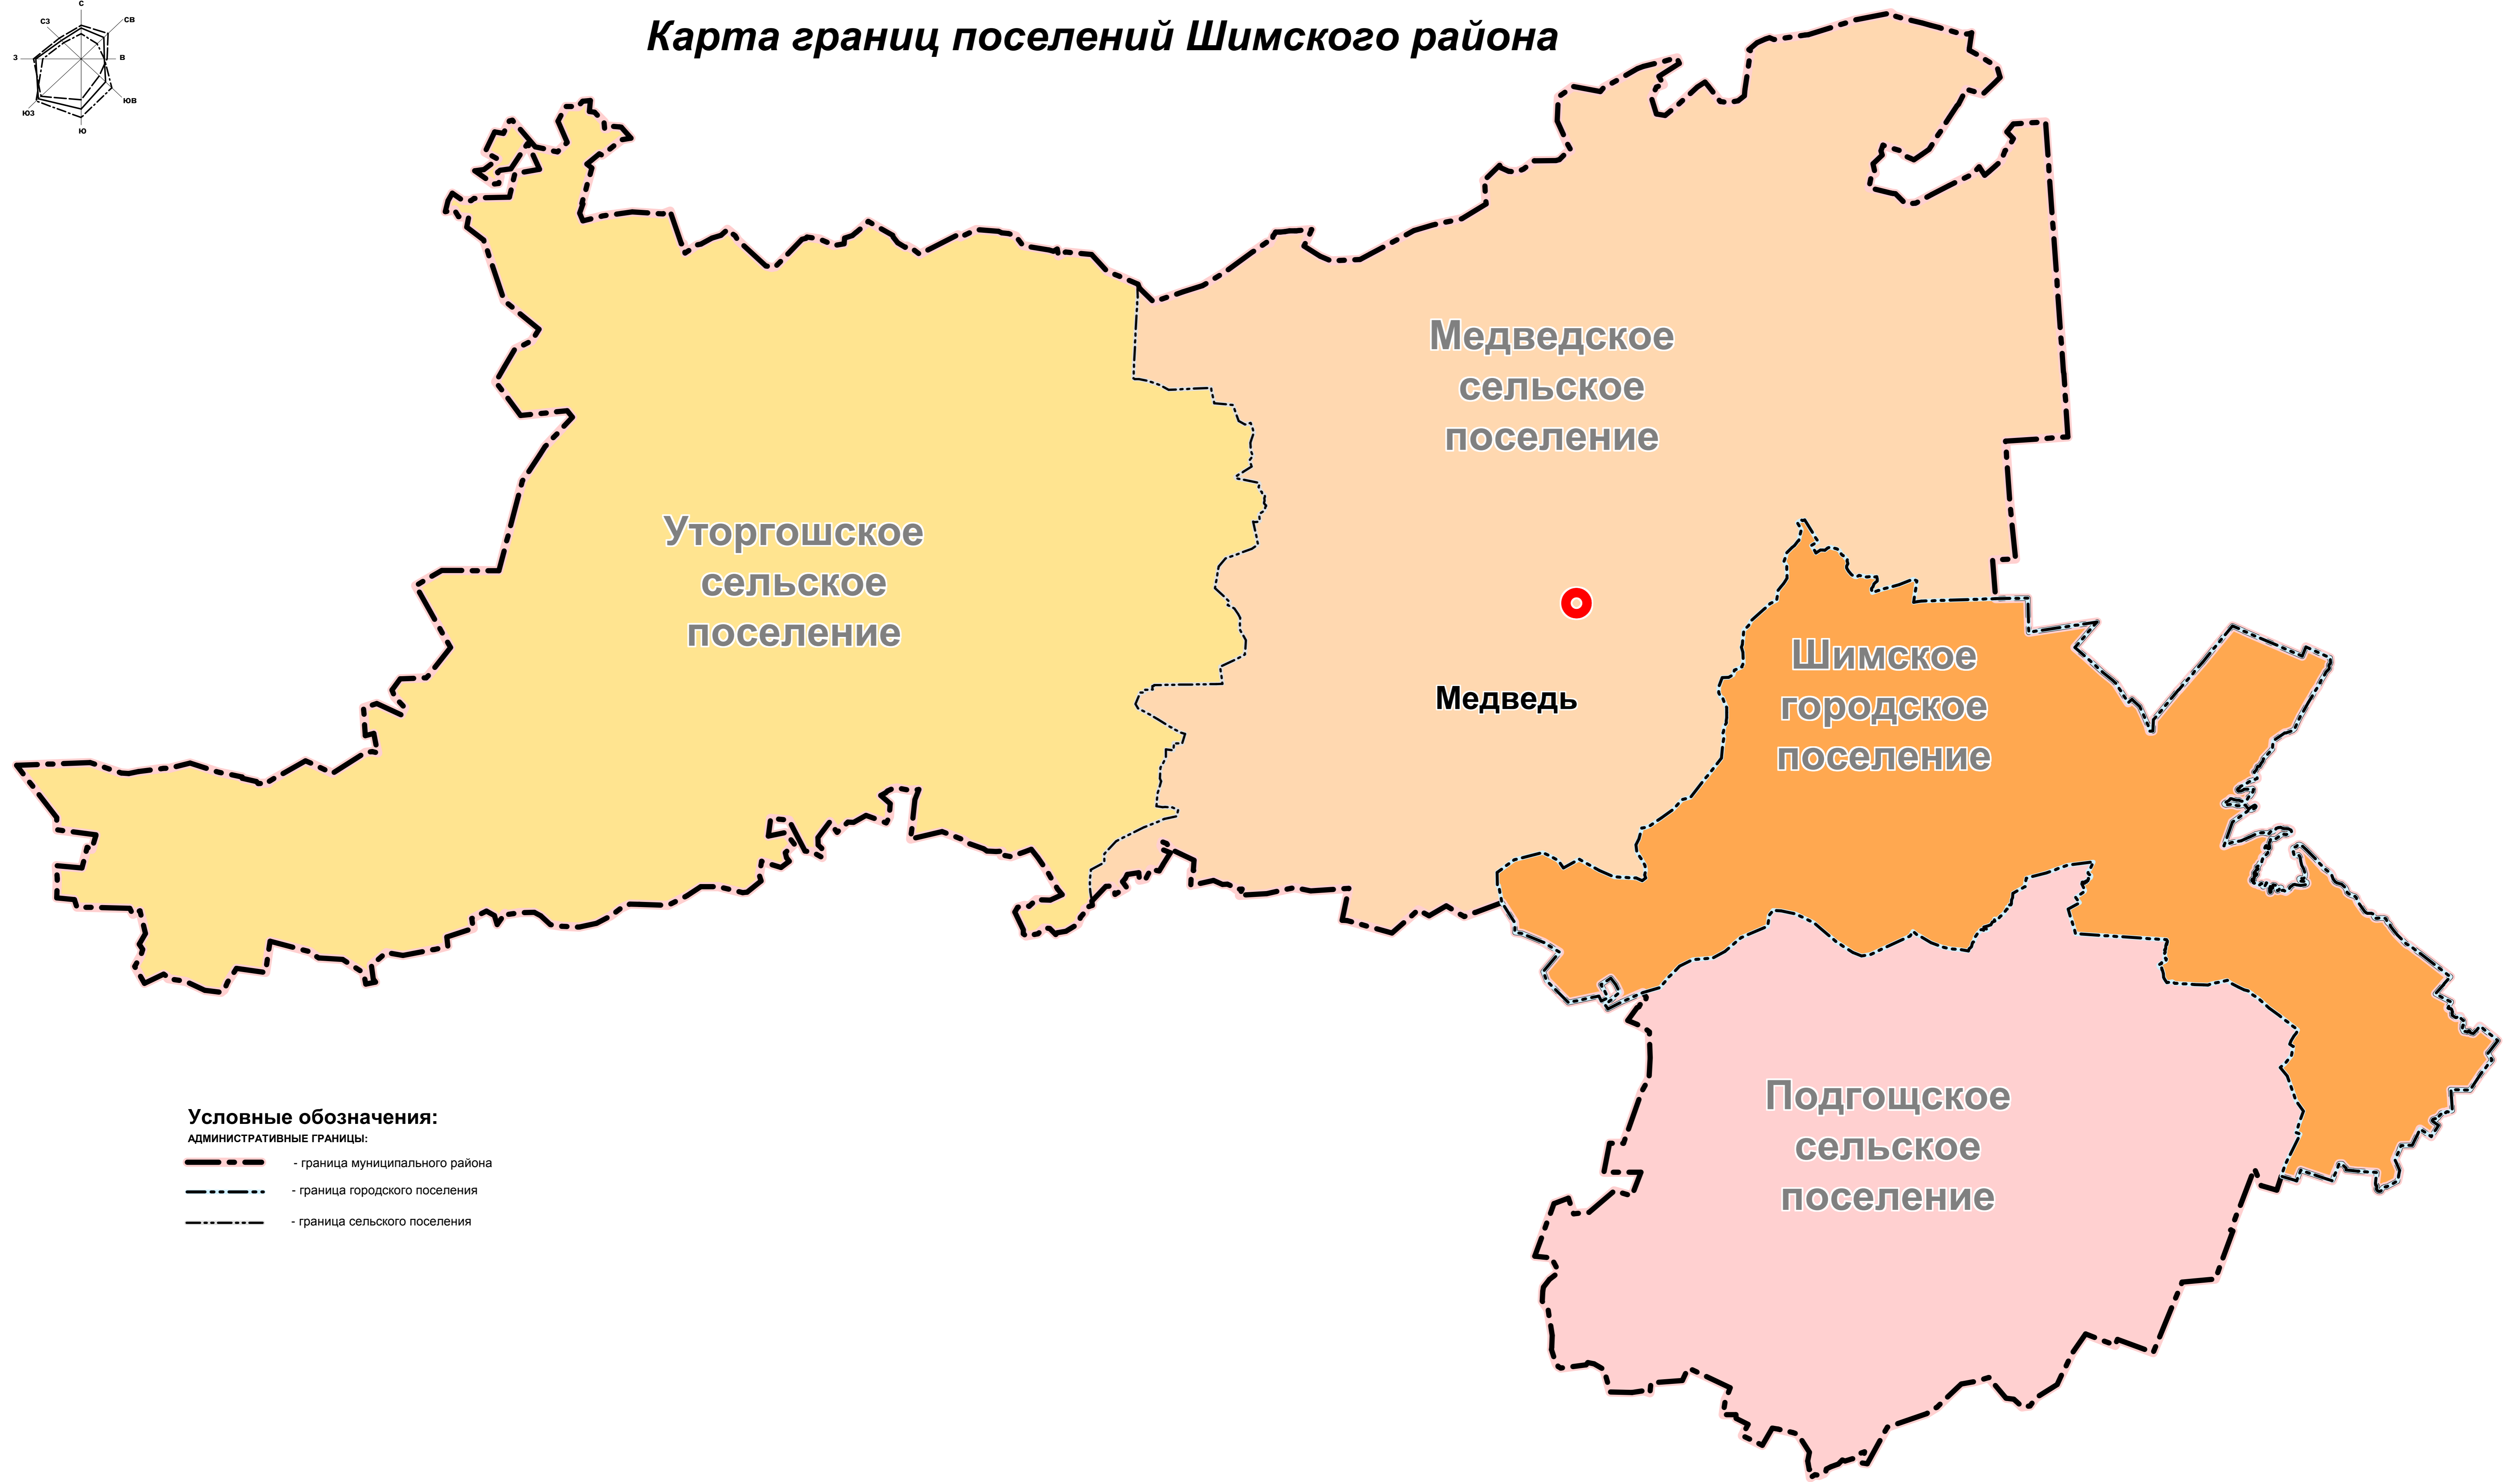 Карта границ поселений Шимского района
С
СЗ
СВ
З
В
ЮЗ
ЮВ
Ю
Медведское
сельское
поселение
Уторгошское
сельское
поселение
Медведь
Шимское
городское
поселение
Подгощское
сельское
поселение
Условные обозначения:
АДМИНИСТРАТИВНЫЕ ГРАНИЦЫ:
- граница муниципального района
- граница городского поселения
- граница сельского поселения